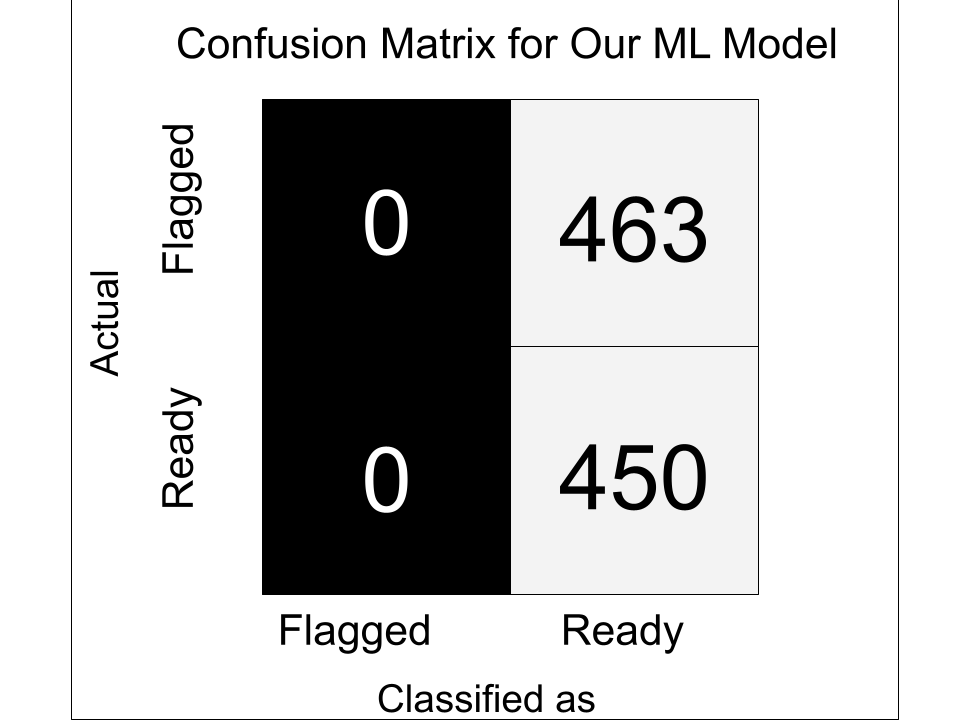 Confusion Matrix for Our ML Model
Actual
Flagged
0
463
Ready
0
450
Flagged
Ready
Classified as